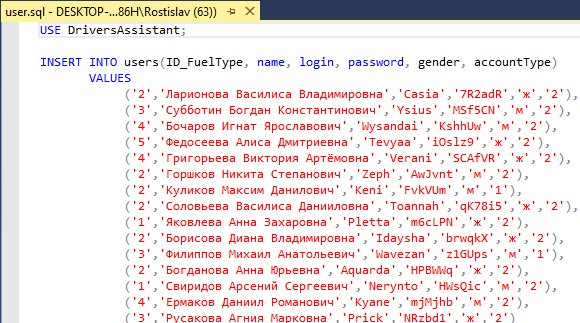 user.sql - DESKTOP-...86H\Rostislav (63))
USE DriversAssistant;
INSERT INTO users(ID_FuelType, name, login, password, gender, accountType)
VALUES
('2','Ларионова Василиса Владимировна','Casia','7R2adR','ж','2'),
('3','Субботин Богдан Константинович','Ysius','MSf5CN','м','2'),
('4','Бочаров Игнат Ярославович','Wysandai','KshhUw','м','2'),
('5','Федосеева Алиса Дмитриевна','Tevyaa','iOslz9','ж','2'),
('4','Григорьева Виктория Артёмовна','Verani','SCAfVR','ж','2'),
('2','Горшков Никита Степанович','Zeph','AwJvnt','м','2'),
('2','Куликов Максим Данилович','Keni','FvkVUm','м','1'),
('2','Соловьева Василиса Данииловна','Toannah','qK78i5','ж','2'),
('1','Яковлева Анна Захаровна','Pletta','m6cLPN','ж','2'),
('2','Борисова Диана Владимировна','Idaysha','brwqkX','ж','2'),
('3','Филиппов Михаил Анатольевич','Wavezan','z1GUps','м','1'),
('2','Богданова Анна Юрьевна','Aquarda','HPBWWq','ж','2'),
('1','Свиридов Арсений Сергеевич','Nerynto','HWsQic','м','2'),
('4','Ермаков Даниил Романович','Kyane','mjMjhb','м','2'),
('3','Русакова Агния Марковна','Prick','NRzbd1','ж','2')